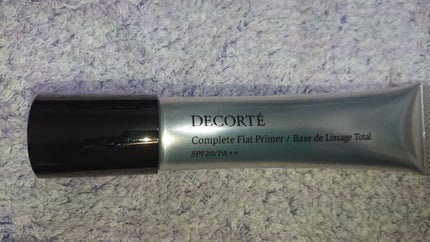 DECORTÉ
Complete Flat Primer / Base de Lissage Total
SPF20/PA++